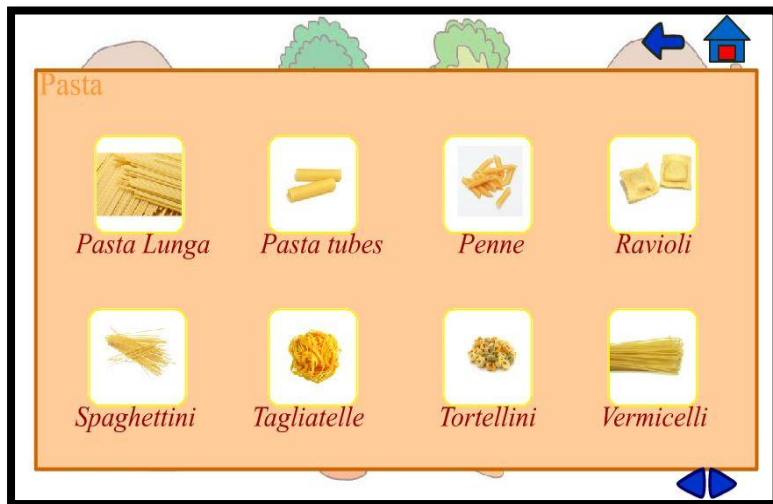 Pasta
Pasta Lunga
Pasta tubes
Penne
Ravioli
Spaghettini
Tagliatelle
Tortellini
Vermicelli